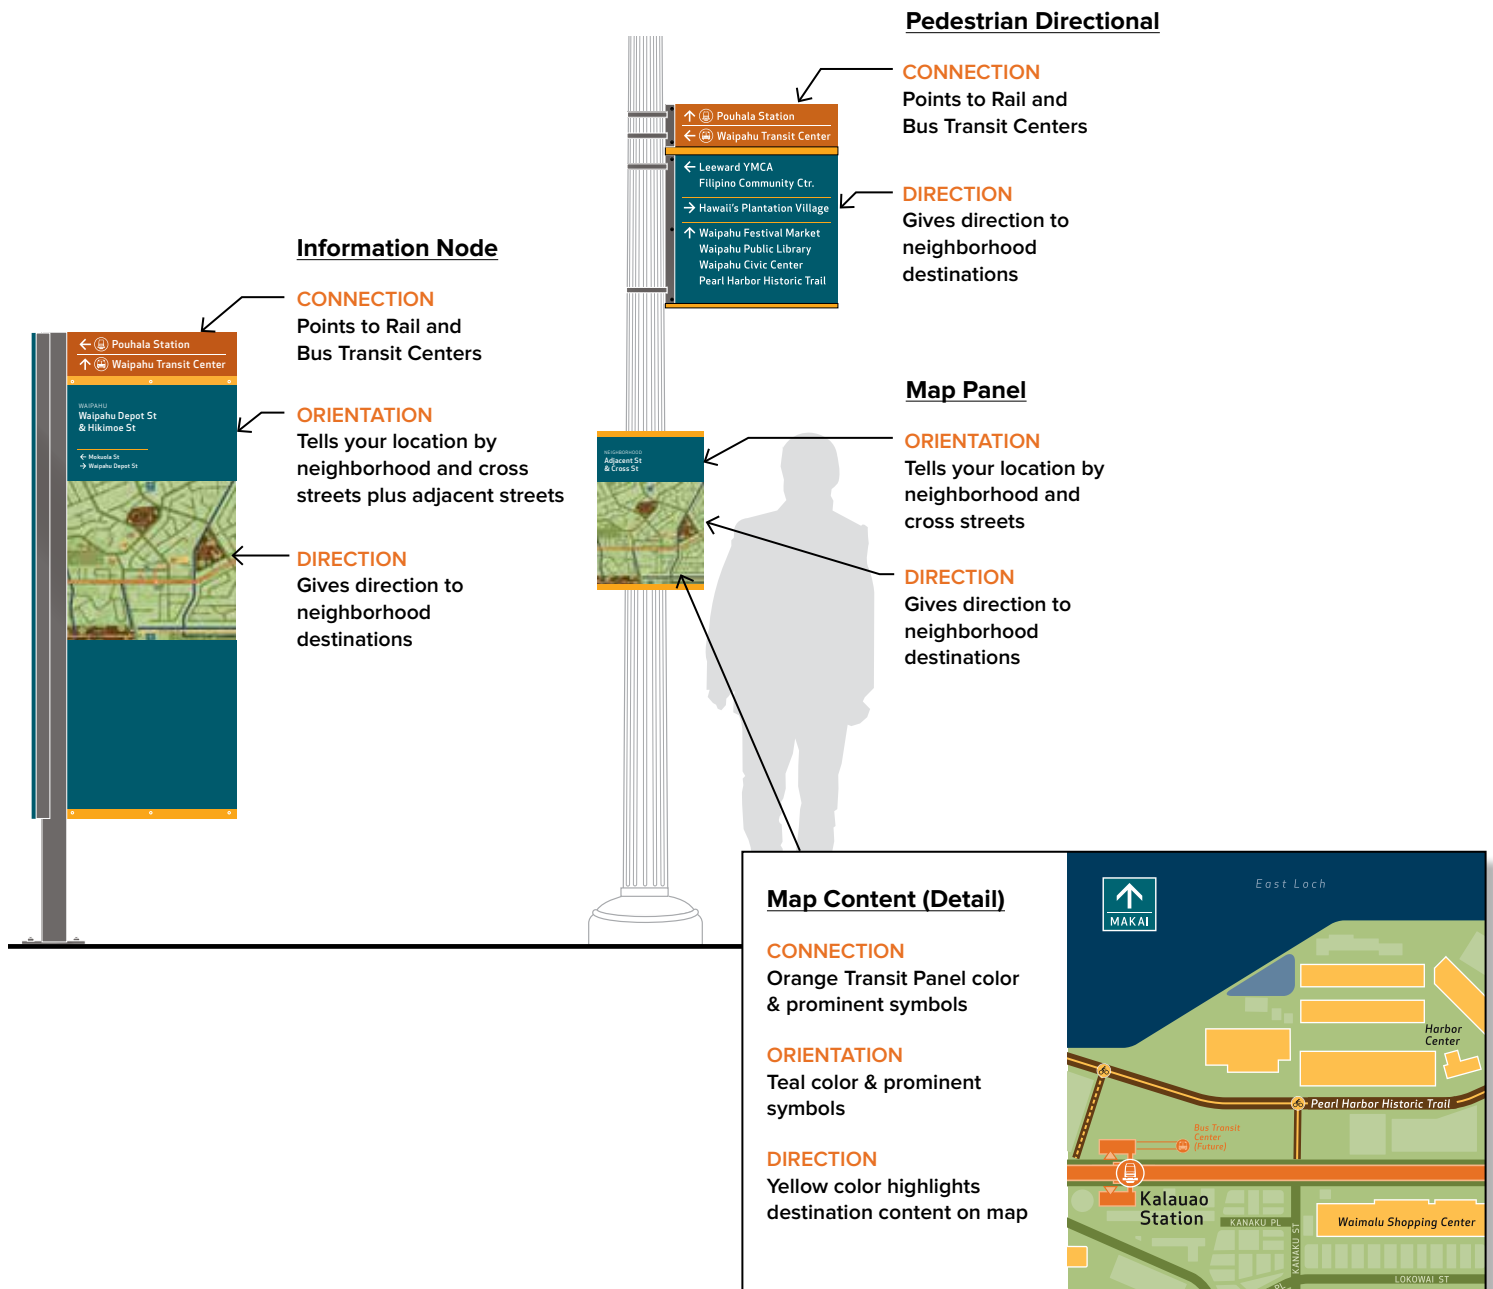 Pedestrian Directional
CONNECTION
Points to Rail and
Bus Transit Centers
DIRECTION
Gives direction to
neighborhood
destinations
Pouhala Station
Waipahu Transit Center
Leeward YMCA
Filipino Community Ctr.
Hawaii's Plantation Village
Waipahu Festival Market
Waipahu Public Library
Waipahu Civic Center
Pearl Harbor Historic Trail
Information Node
CONNECTION
Points to Rail and
Bus Transit Centers
ORIENTATION
Tells your location by
neighborhood and cross
streets plus adjacent streets
DIRECTION
Gives direction to
neighborhood
destinations
Pouhala Station
Waipahu Transit Center
WAIPAHU
Waipahu Depot St
& Hikimoe St
Mokuola St
Waipahu Depot St
Map Panel
ORIENTATION
Tells your location by
neighborhood and
cross streets
DIRECTION
Gives direction to
neighborhood
destinations
NEIGHBORHOOD
Adjacent St
& Cross St
Map Content (Detail)
CONNECTION
Orange Transit Panel color
& prominent symbols
ORIENTATION
Teal color & prominent
symbols
DIRECTION
Yellow color highlights
destination content on map
MAKAI
East Loch
Harbor
Center
Pearl Harbor Historic Trail
Bus Transit
Center
(Future)
Kalauao
Station
KANAKU PL
KANAKU ST
Waimalu Shopping Center
LOKOWAI ST
PL